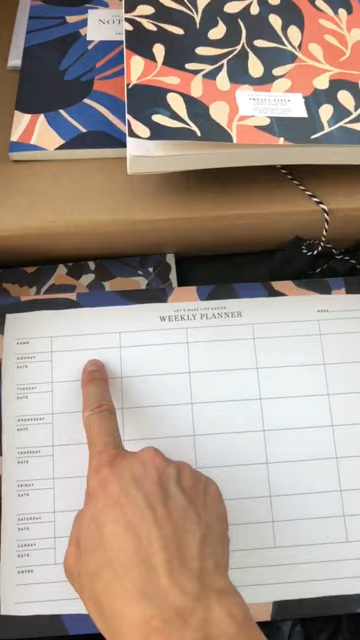 NOT
LET'S MAKE LIFE EASIER
WEEKLY PLANNER
WEEK
NAME
MONDAY
DATE
TUESDAY
DATE
WEDNESDAY
DATE
THURSDAY
DATE
FRIDAY
DATE
SATURDAY
DATE
SUNDAY
DATE
NOTES